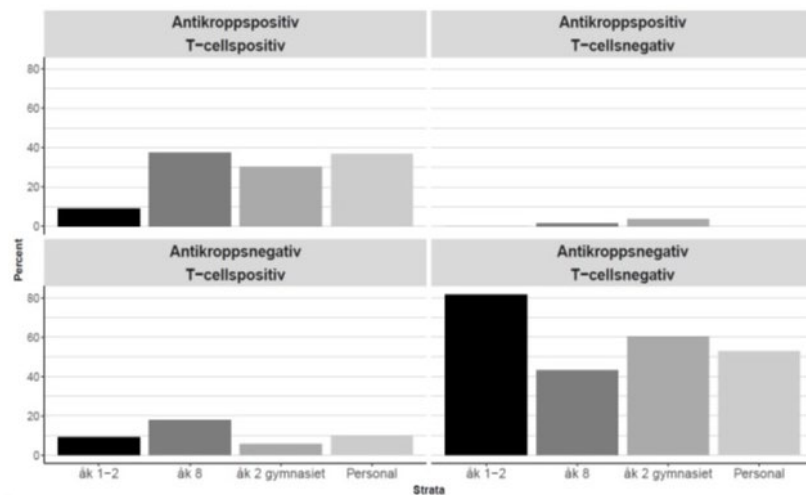 Antikroppspositiv
T-cellspositiv
Antikroppspositiv
T-cellsnegativ
80
60
40
20
0
Percent
Antikroppsnegativ
T-cellspositiv
Antikroppsnegativ
T-cellsnegativ
80
60
40
20
0
åk 1-2 åk 8 åk 2 gymnasiet Personal
åk 1-2 åk 8 åk 2 gymnasiet Personal
Strata